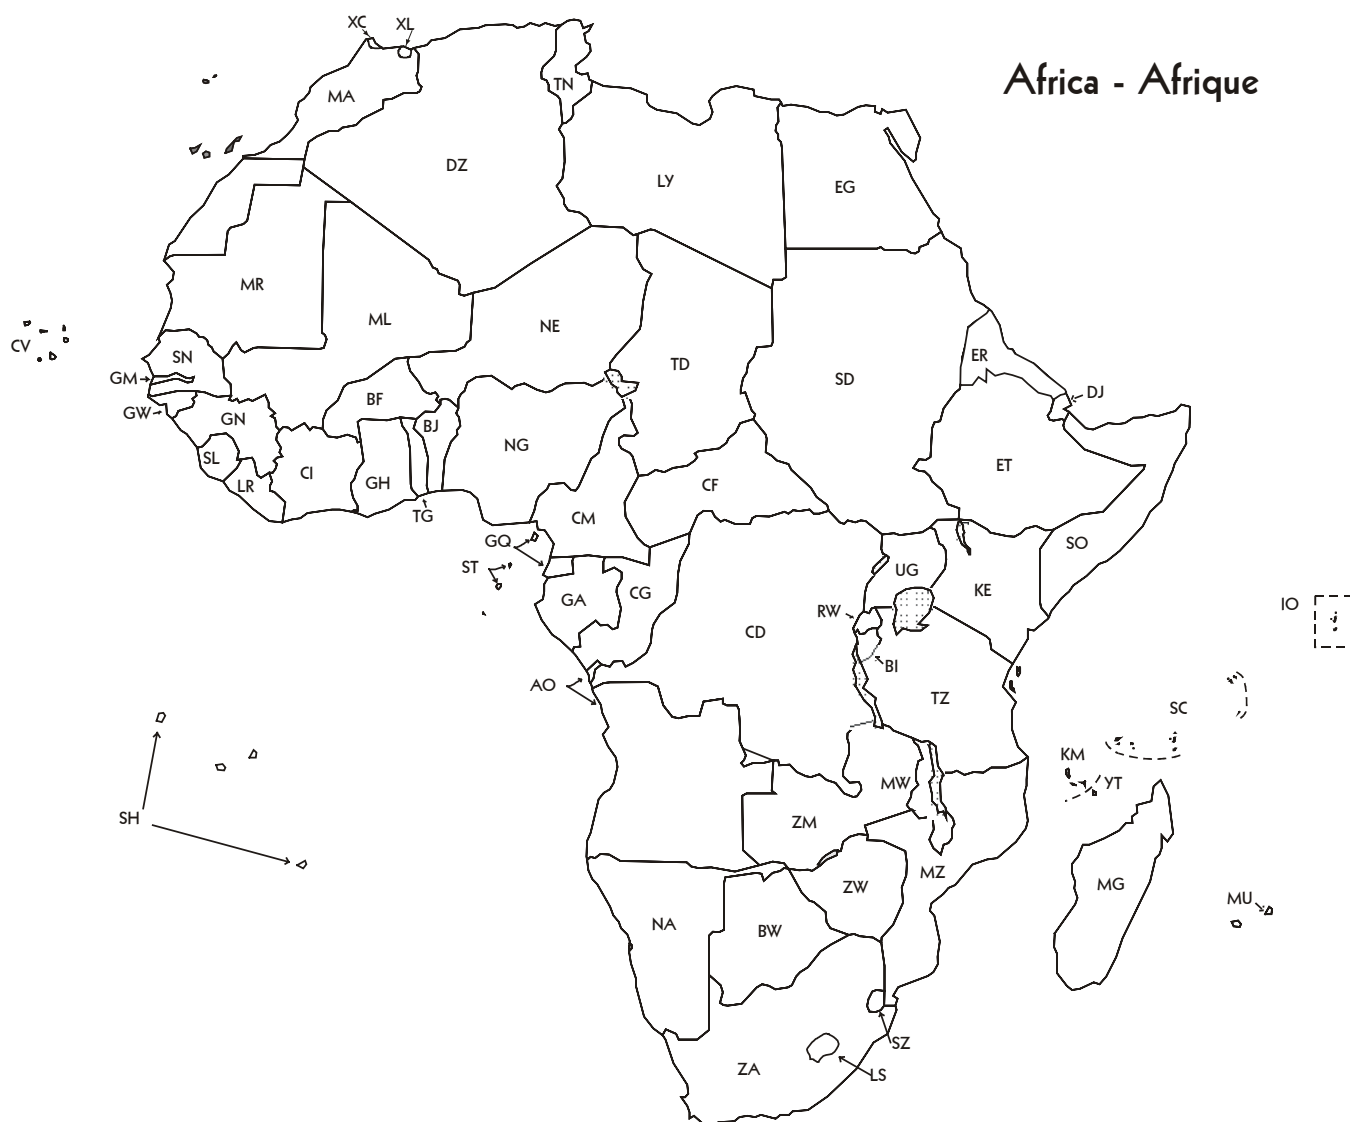 XC
XL
Africa - Afrique
TN
MA
DZ
LY
EG
MR
ML
NE
CV
SN
ER
TD
GM
SD
DJ
BF
GW
GN
BJ
NG
SL
ET
CI
LR
GH
CF
TG
CM
GQ
SO
ST
UG
KE
CG
GA
IO
RW
CD
BI
AO
TZ
SC
KM
MW
YT
SH
ZM
MZ
ZW
MG
MU
NA
BW
SZ
ZA
LS